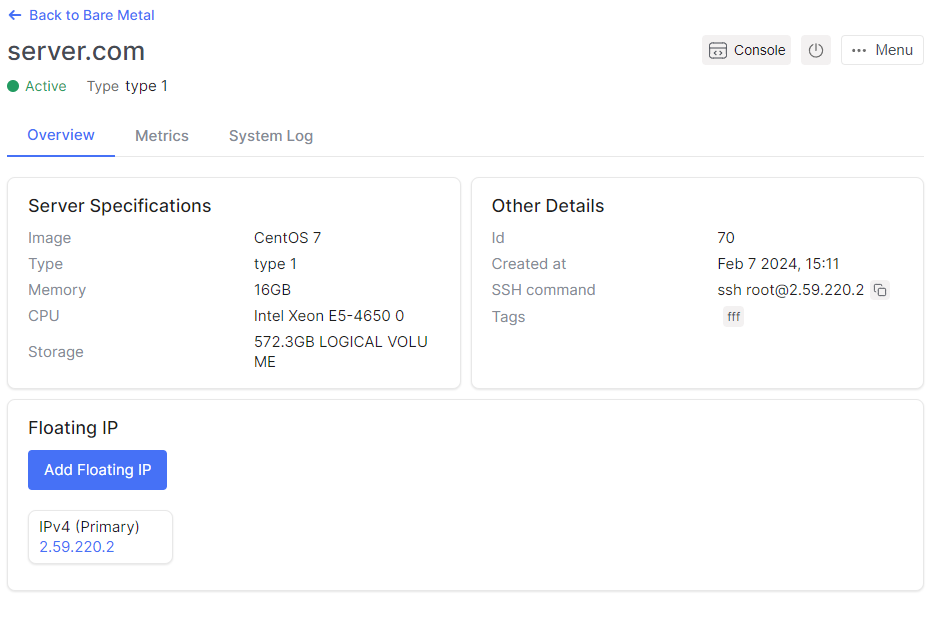 Back to Bare Metal
server.com
Console
Menu
Active Type type 1
Overview Metrics System Log
Server Specifications
Image CentOS 7
Type type 1
Memory 16GB
CPU Intel Xeon E5-4650 0
Storage 572.3GB LOGICAL VOLU
ME
Other Details
Id 70
Created at Feb 7 2024, 15:11
SSH command ssh root@2.59.220.2
Tags fff
Floating IP
Add Floating IP
IPv4 (Primary)
2.59.220.2